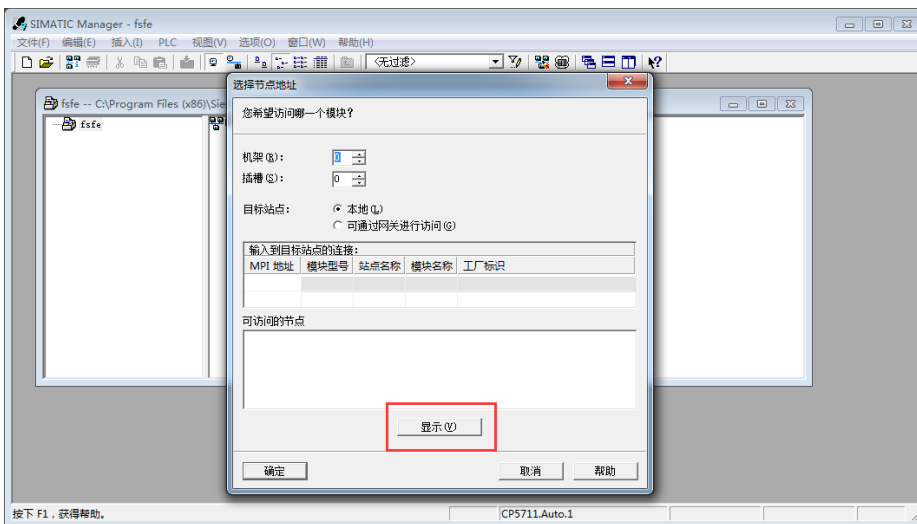 SIMATIC Manager - fsfe
文件(F) 编辑(E) 插入(I) PLC 视图(V) 选项(O) 窗口(W) 帮助(H)
<无过滤>
fsfe -- C:\Program Files (x86)\Sie
fsfe
选择节点地址
您希望访问哪一个模块?
机架(R): 0
插槽(S): 0
目标站点: 本地(L)
可通过网关进行访问(G)
输入到目标站点的连接:
MPI 地址 模块型号 站点名称 模块名称 工厂标识
可访问的节点
显示(V)
确定 取消 帮助
按下 F1,获得帮助。 CP5711.Auto.1